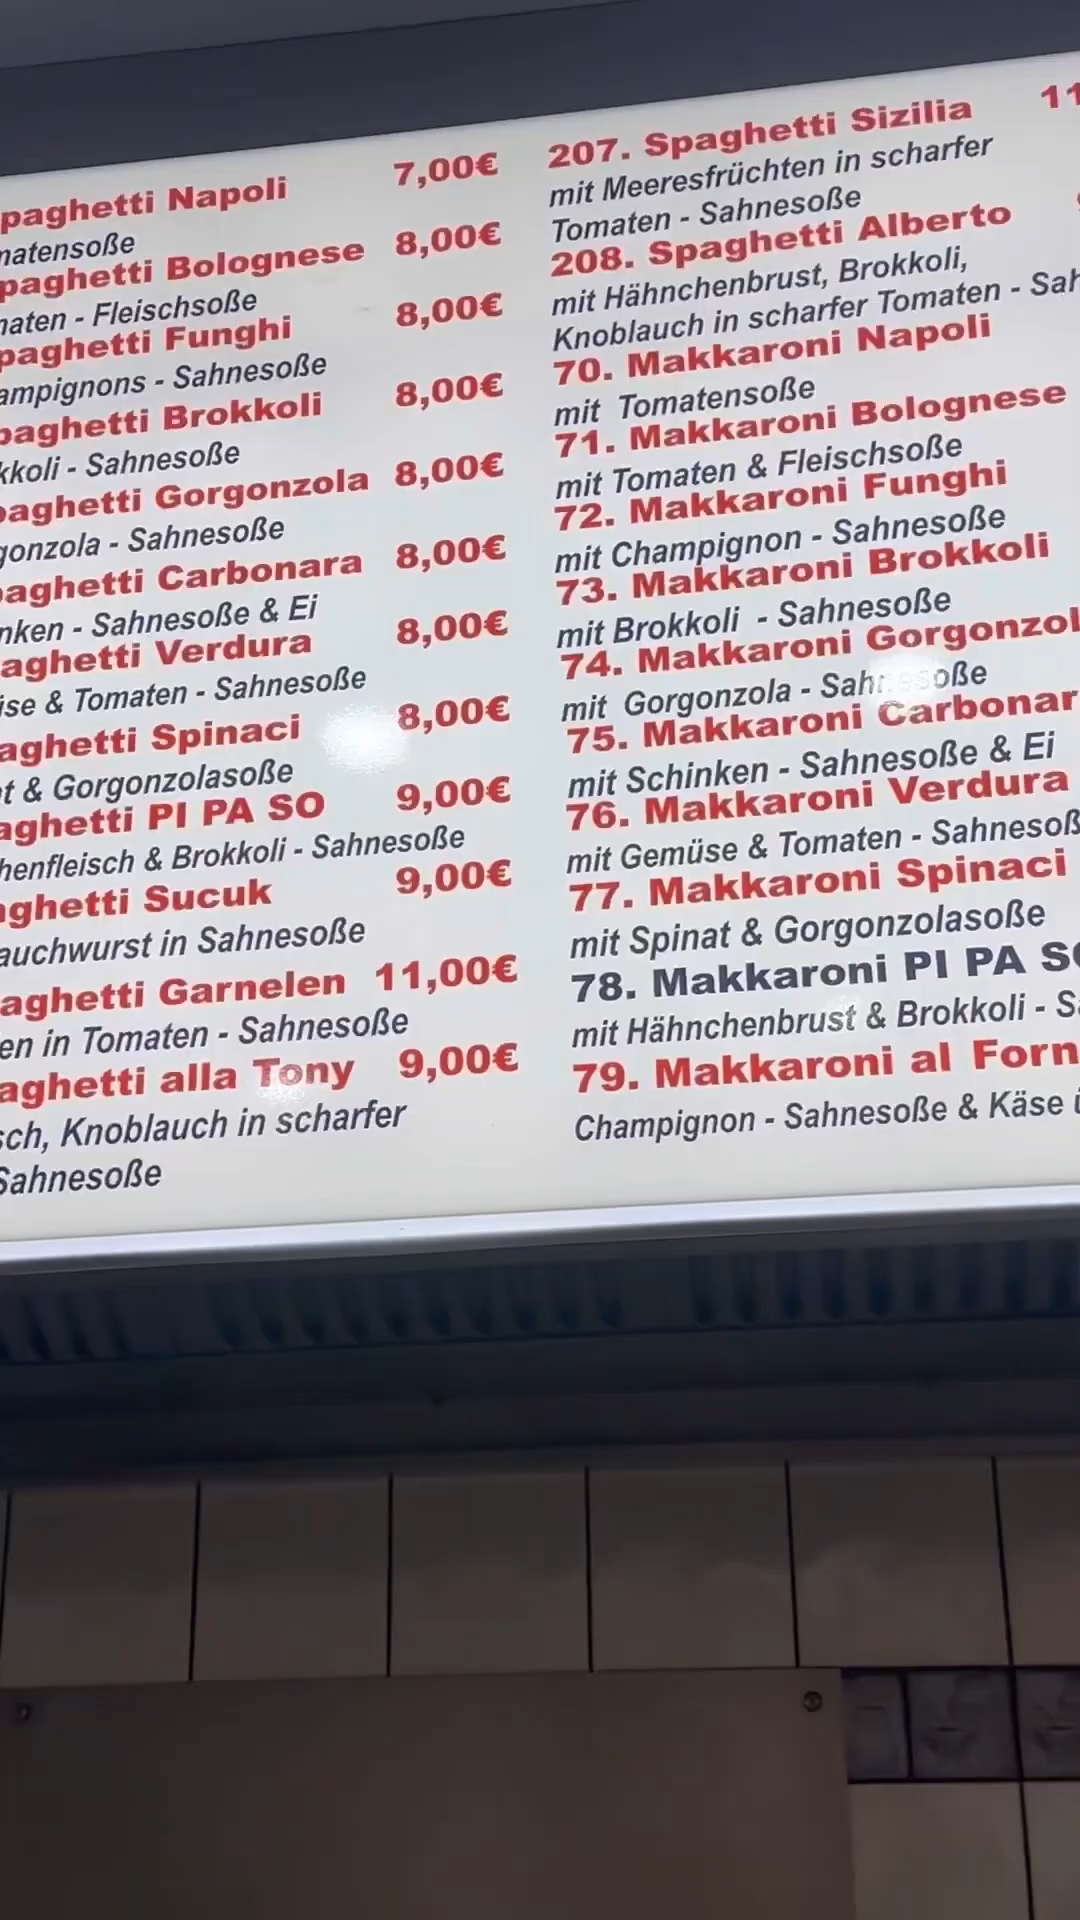 paghetti Napoli 7,00€
matensoße
paghetti Bolognese 8,00€
naten - Fleischsoße
paghetti Funghi 8,00€
ampignons - Sahnesoße
paghetti Brokkoli 8,00€
kkoli - Sahnesoße
paghetti Gorgonzola 8,00€
gonzola - Sahnesoße
paghetti Carbonara 8,00€
nken - Sahnesoße & Ei
aghetti Verdura 8,00€
ise & Tomaten - Sahnesoße
aghetti Spinaci 8,00€
t & Gorgonzolasoße
aghetti PI PA SO 9,00€
henfleisch & Brokkoli - Sahnesoße
aghetti Sucuk 9,00€
auchwurst in Sahnesoße
aghetti Garnelen 11,00€
en in Tomaten - Sahnesoße
aghetti alla Tony 9,00€
sch, Knoblauch in scharfer
Sahnesoße
207. Spaghetti Sizilia 11
mit Meeresfrüchten in scharfer
Tomaten - Sahnesoße
208. Spaghetti Alberto
mit Hähnchenbrust, Brokkoli,
Knoblauch in scharfer Tomaten - Sah
70. Makkaroni Napoli
mit Tomatensoße
71. Makkaroni Bolognese
mit Tomaten & Fleischsoße
72. Makkaroni Funghi
mit Champignon - Sahnesoße
73. Makkaroni Brokkoli
mit Brokkoli - Sahnesoße
74. Makkaroni Gorgonzol
mit Gorgonzola - Sahnesoße
75. Makkaroni Carbonar
mit Schinken - Sahnesoße & Ei
76. Makkaroni Verdura
mit Gemüse & Tomaten - Sahnesoß
77. Makkaroni Spinaci
mit Spinat & Gorgonzolasoße
78. Makkaroni PI PA SO
mit Hähnchenbrust & Brokkoli - Sa
79. Makkaroni al Forn
Champignon - Sahnesoße & Käse ü